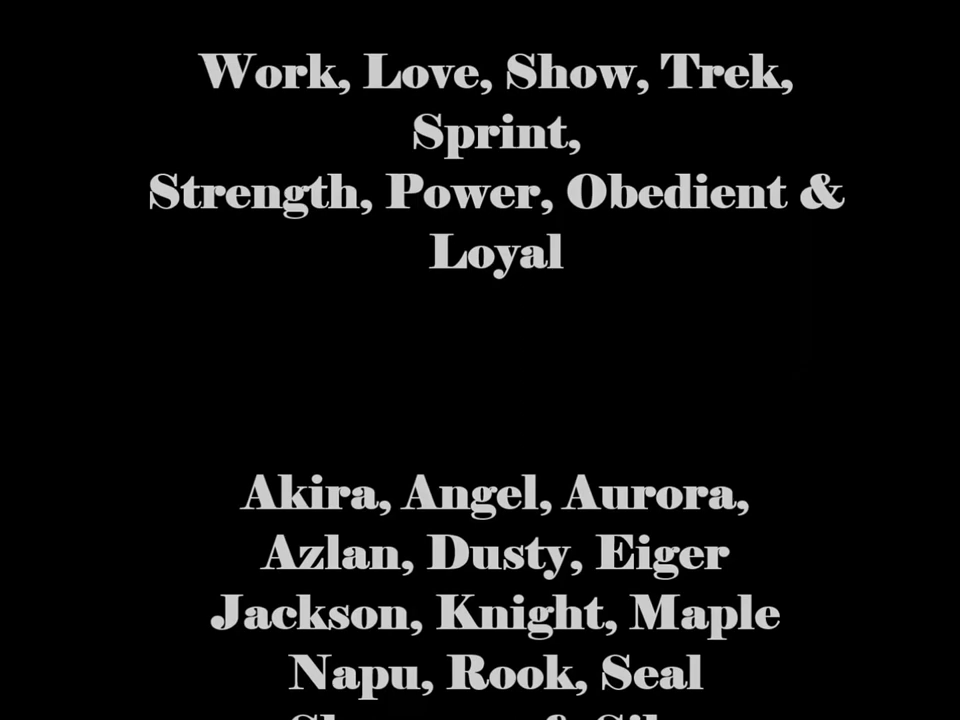 Work, Love, Show, Trek,
Sprint,
Strength, Power, Obedient &
Loyal
Akira, Angel, Aurora,
Azlan, Dusty, Eiger
Jackson, Knight, Maple
Napu, Rook, Seal
&